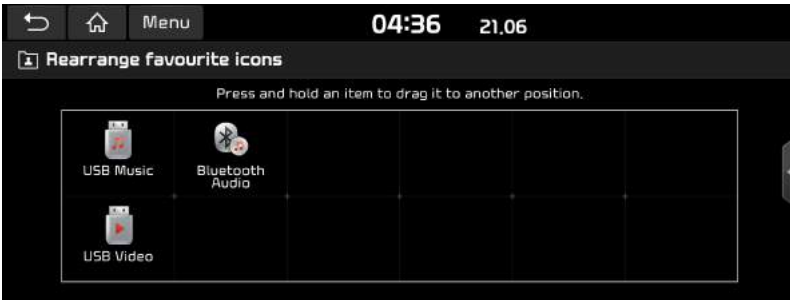 Menu
04:36
21.06
Rearrange favourite icons
Press and hold an item to drag it to another position.
USB Music
Bluetooth
Audio
USB Video